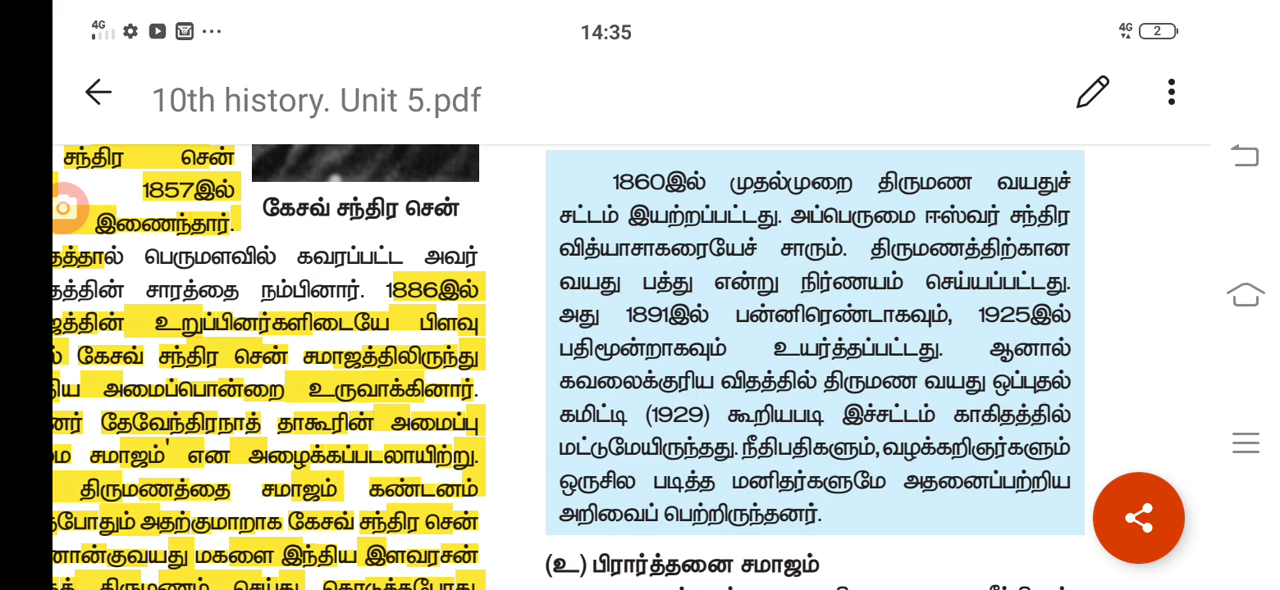 4G
14:35
4G 2
10th history. Unit 5.pdf
சந்திர சென்
1857இல்
இணைந்தார்.
கேசவ் சந்திர சென்
பெருமளவில் கவரப்பட்ட அவர்
சாரத்தை நம்பினார். 1886இல்
உறுப்பினர்களிடையே பிளவு
கேசவ் சந்திர சென் சமாஜத்திலிருந்து
அமைப்பொன்றை உருவாக்கினார்.
தேவேந்திரநாத் தாகூரின் அமைப்பு
சமாஜம்' என அழைக்கப்படலாயிற்று.
திருமணத்தை சமாஜம் கண்டனம்
அதற்குமாறாக கேசவ் சந்திர சென்
மகளை இந்திய இளவரசன்
திருமணம் செய்து கொடுத்தபோது
1860இல் முதல்முறை திருமண வயதுச்
சட்டம் இயற்றப்பட்டது. அப்பெருமை ஈஸ்வர் சந்திர
வித்யாசாகரையேச் சாரும். திருமணத்திற்கான
வயது பத்து என்று நிர்ணயம் செய்யப்பட்டது.
அது 1891இல் பன்னிரெண்டாகவும், 1925இல்
பதிமூன்றாகவும் உயர்த்தப்பட்டது. ஆனால்
கவலைக்குரிய விதத்தில் திருமண வயது ஒப்புதல்
கமிட்டி (1929) கூறியபடி இச்சட்டம் காகிதத்தில்
மட்டுமேயிருந்தது. நீதிபதிகளும், வழக்கறிஞர்களும்
ஒருசில படித்த மனிதர்களுமே அதனைப்பற்றிய
அறிவைப் பெற்றிருந்தனர்.
(உ) பிரார்த்தனை சமாஜம்